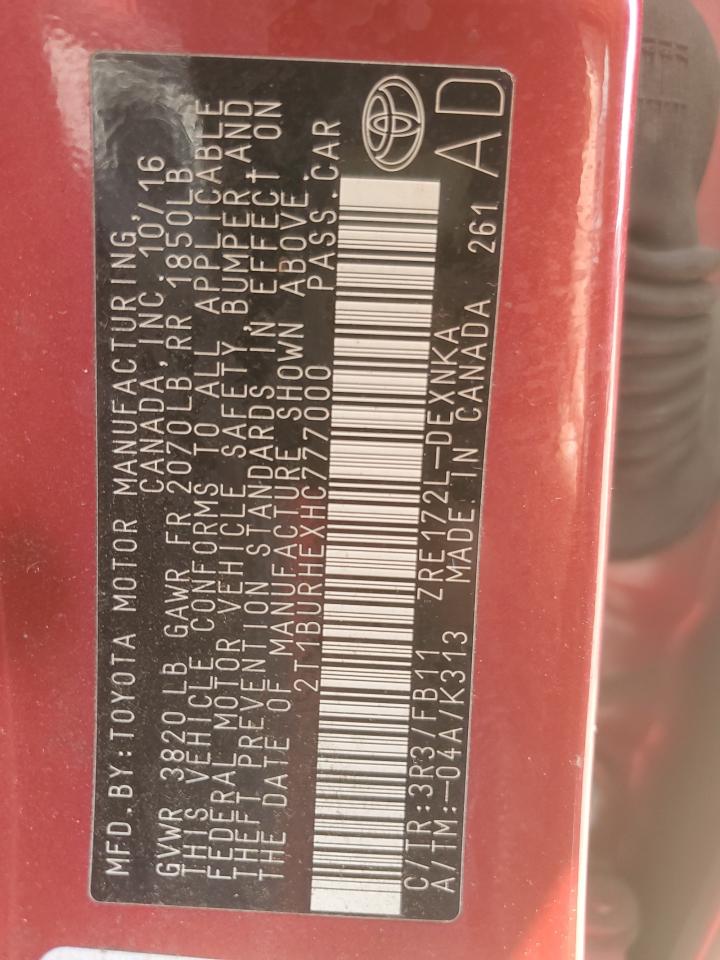 MFD.BY:TOYOTA MOTOR MANUFACTURING,
CANADA, INC. 10/16
GVWR 3820LB GAWR FR 2070LB RR 1850LB
THIS VEHICLE CONFORMS TO ALL APPLICABLE
FEDERAL MOTOR VEHICLE SAFETY, BUMPER, AND
THEFT PREVENTION STANDARDS IN EFFECT ON
THE DATE OF MANUFACTURE SHOWN ABOVE.
2T1BURHEXHC777000 PASS.CAR
C/TR:3R3/FB11 ZRE172L-DEXNKA
A/TM:-04A/K313 MADE IN CANADA 261
AD